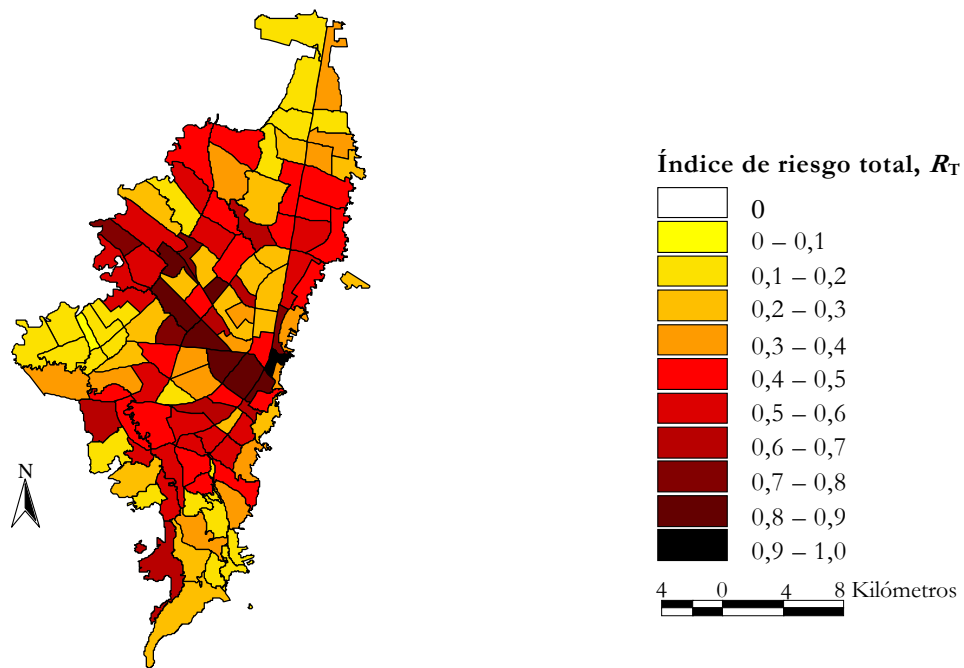 Índice de riesgo total, RT
0
0 – 0,1
0,1 – 0,2
0,2 – 0,3
0,3 – 0,4
0,4 – 0,5
0,5 – 0,6
0,6 – 0,7
0,7 – 0,8
0,8 – 0,9
0,9 – 1,0
N
4 0 4 8 Kilómetros